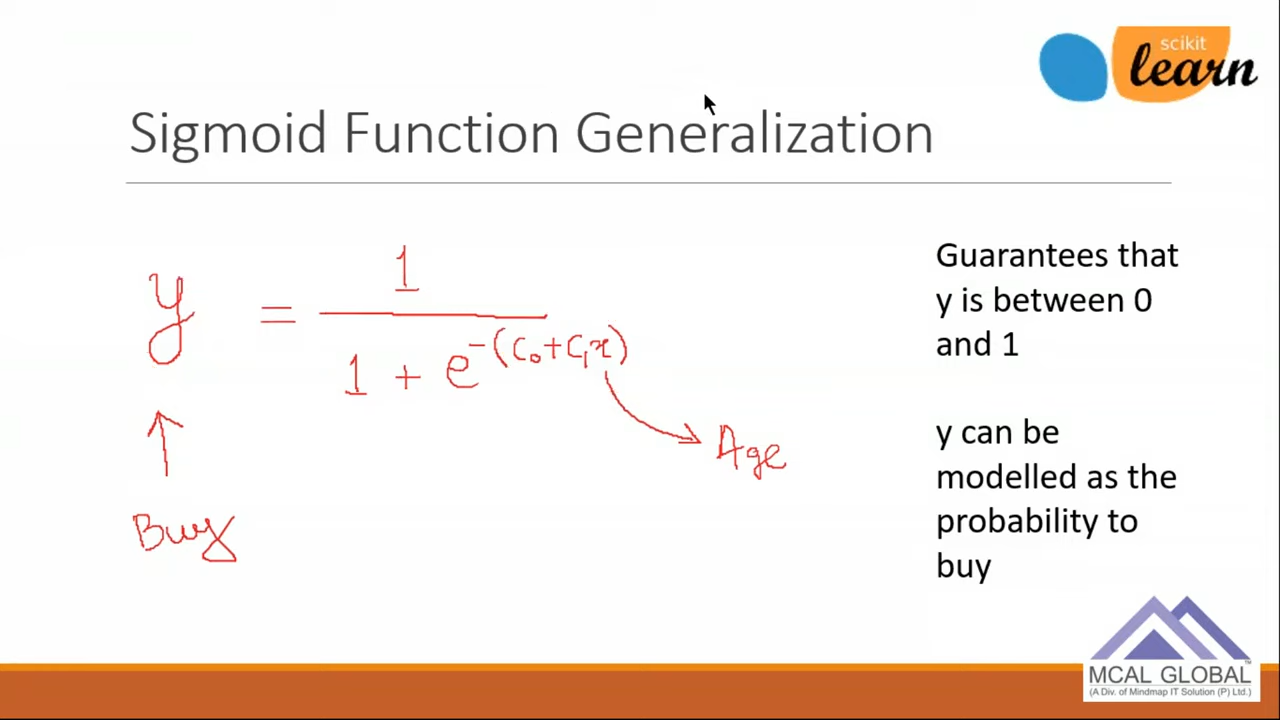 scikit
learn
Sigmoid Function Generalization
y = 1 / (1 + e^-(C₀+C₁x))
Age
Buy
Guarantees that
y is between 0
and 1
y can be
modelled as the
probability to
buy
MCAL GLOBAL™
(A Div. of Mindmap IT Solution (P) Ltd.)